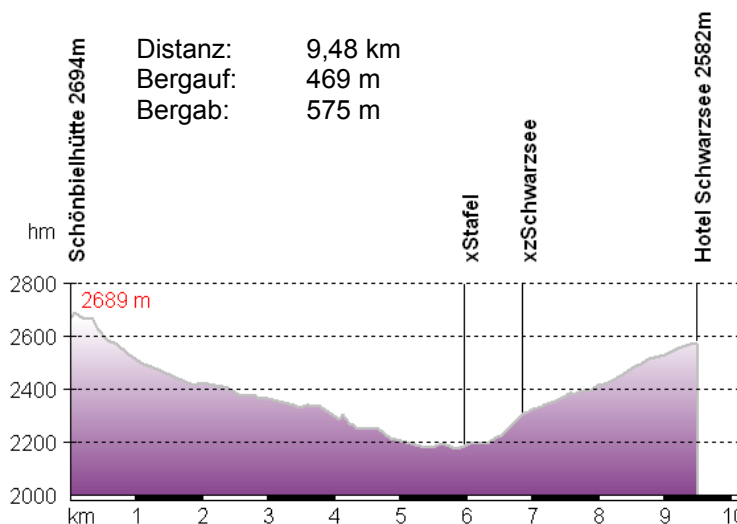 Distanz: 9,48 km
Bergauf: 469 m
Bergab: 575 m
Schönbielhütte 2694m
xStafel
xzSchwarzsee
Hotel Schwarzsee 2582m
hm
2800
2689 m
2600
2400
2200
2000
km 1 2 3 4 5 6 7 8 9 10